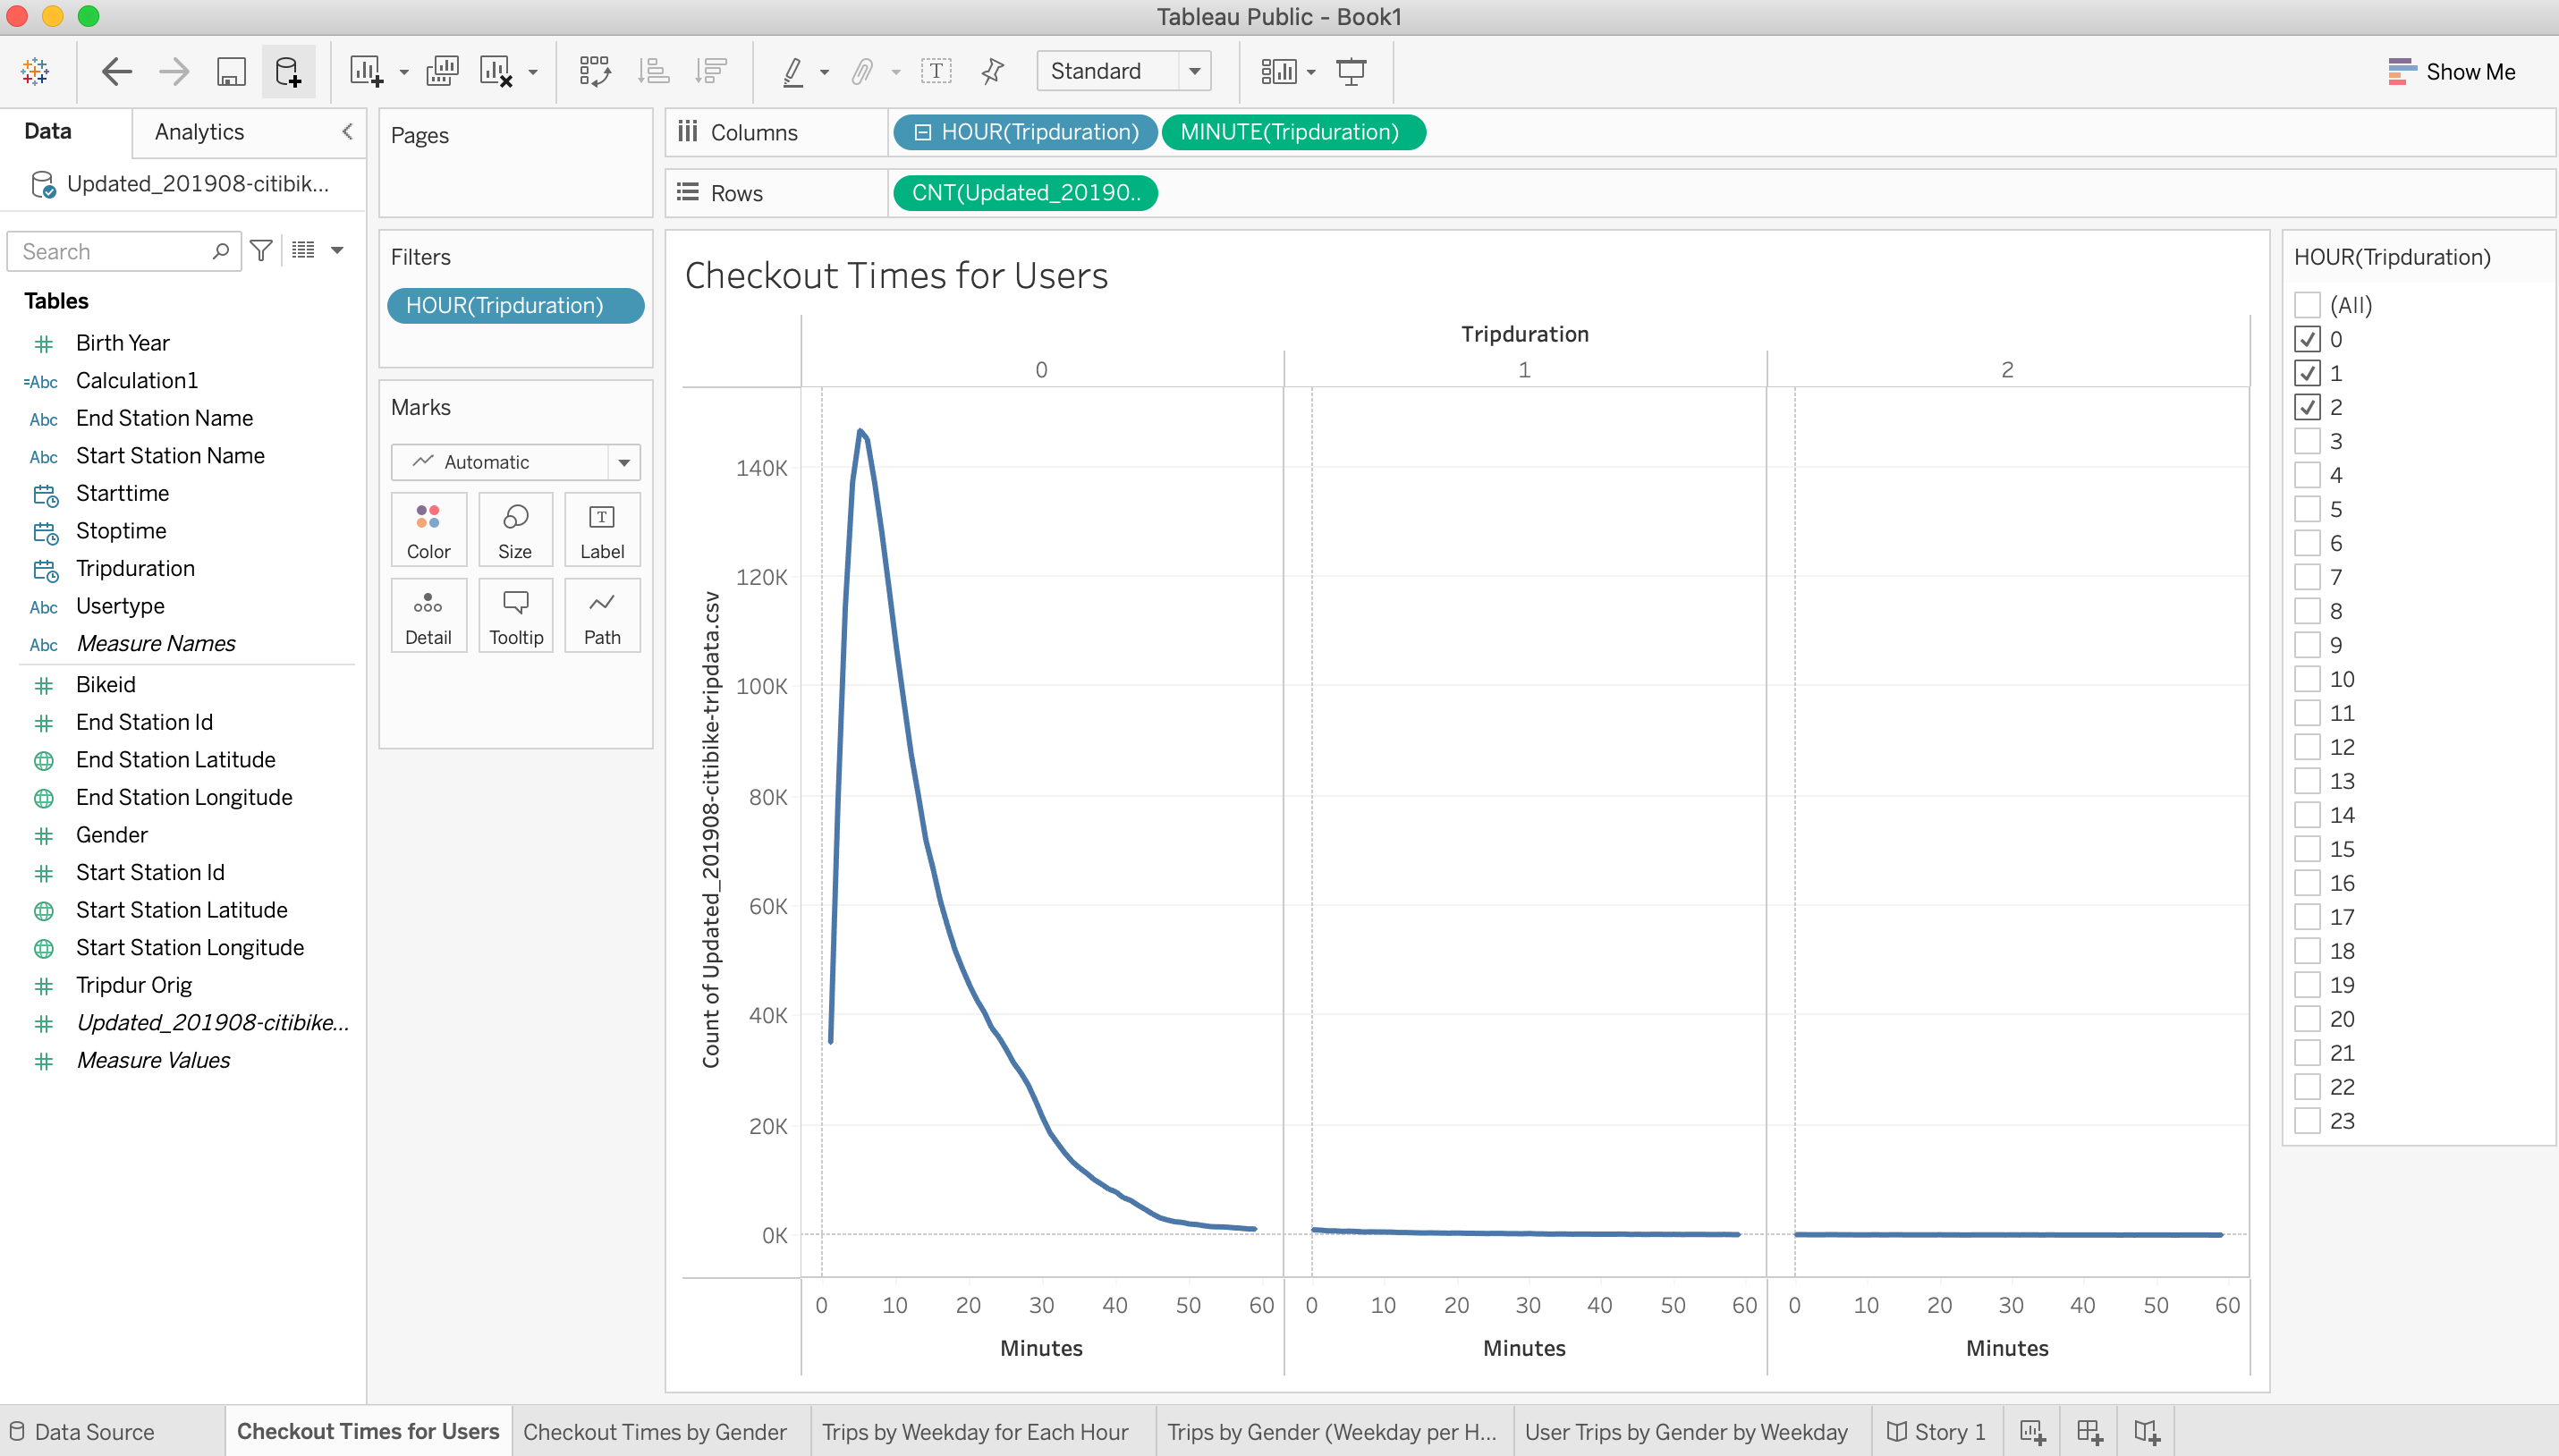 Tableau Public - Book1
Standard
Show Me
Data
Analytics
Updated_201908-citibik...
Search
Tables
Birth Year
=Abc Calculation1
Abc End Station Name
Abc Start Station Name
Starttime
Stoptime
Tripduration
Abc Usertype
Abc Measure Names
Bikeid
End Station Id
End Station Latitude
End Station Longitude
Gender
Start Station Id
Start Station Latitude
Start Station Longitude
Tripdur Orig
Updated_201908-citibike...
Measure Values
Pages
Filters
HOUR(Tripduration)
Marks
Automatic
Color Size Label
Detail Tooltip Path
Columns HOUR(Tripduration) MINUTE(Tripduration)
Rows CNT(Updated_20190..
Checkout Times for Users
Tripduration
0 1 2
Count of Updated_201908-citibike-tripdata.csv
140K
120K
100K
80K
60K
40K
20K
0K
0 10 20 30 40 50 60 0 10 20 30 40 50 60 0 10 20 30 40 50 60
Minutes Minutes Minutes
HOUR(Tripduration)
(All)
0
1
2
3
4
5
6
7
8
9
10
11
12
13
14
15
16
17
18
19
20
21
22
23
Data Source Checkout Times for Users Checkout Times by Gender Trips by Weekday for Each Hour Trips by Gender (Weekday per H... User Trips by Gender by Weekday Story 1